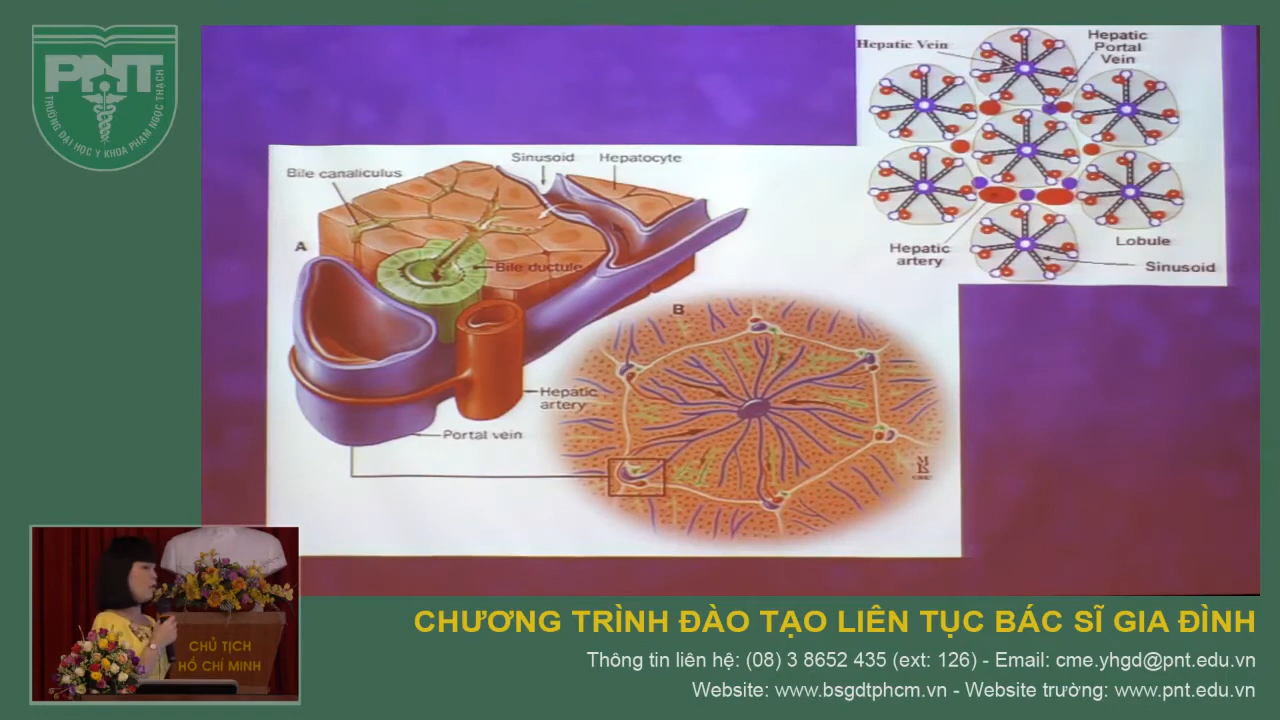 PNT
TRƯỜNG ĐẠI HỌC Y KHOA PHẠM NGỌC THẠCH
Hepatic Vein
Hepatic
Portal
Vein
Hepatic
artery
Lobule
Sinusoid
Sinusoid
Hepatocyte
Bile canaliculus
A
Bile ductule
B
Hepatic
artery
Portal vein
CHỦ TỊCH
HỒ CHÍ MINH
CHƯƠNG TRÌNH ĐÀO TẠO LIÊN TỤC BÁC SĨ GIA ĐÌNH
Thông tin liên hệ: (08) 3 8652 435 (ext: 126) - Email: cme.yhgd@pnt.edu.vn
Website: www.bsgdtphcm.vn - Website trường: www.pnt.edu.vn